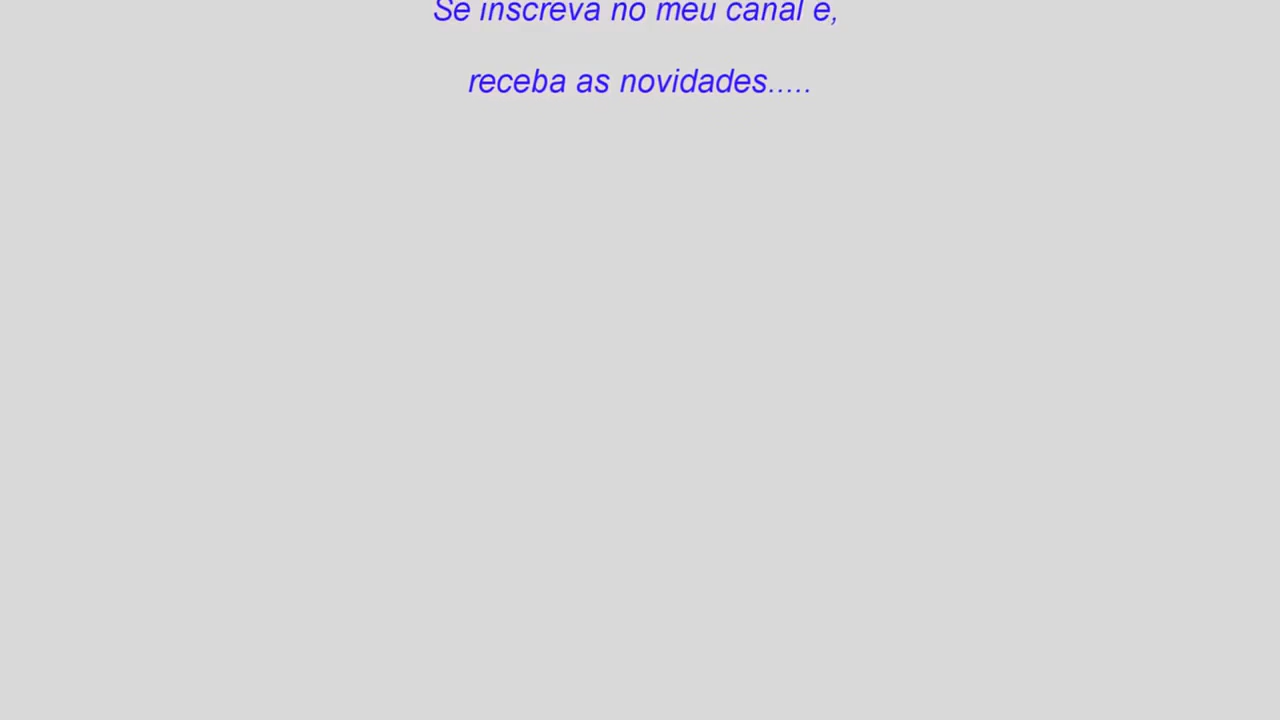 Se inscreva no meu canal e,
receba as novidades.....